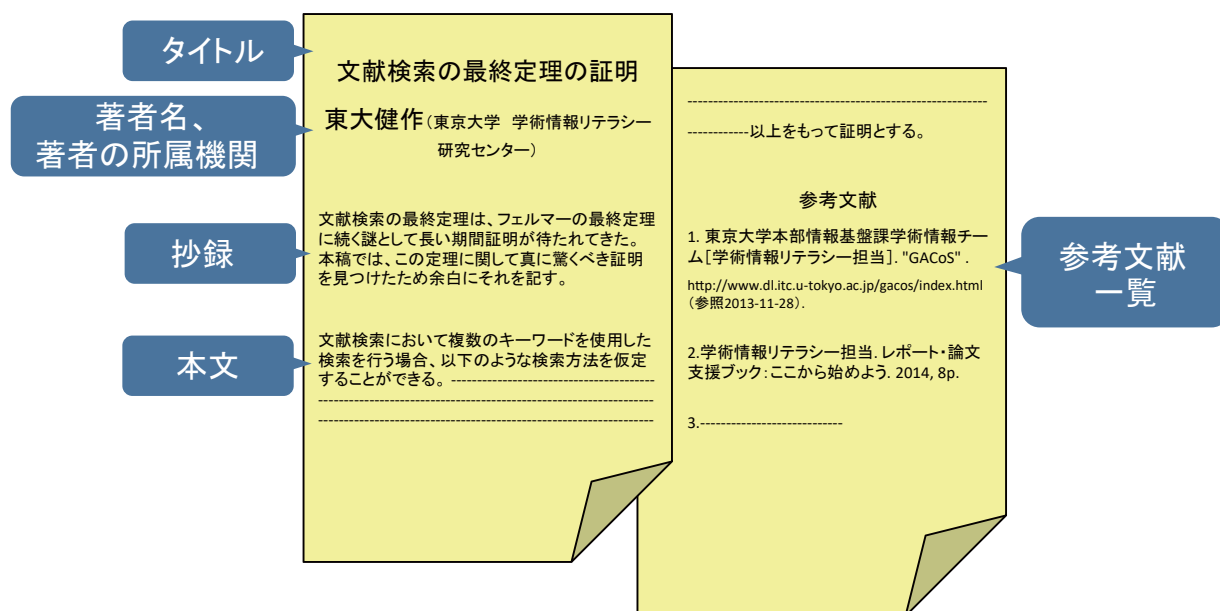 タイトル
著者名、
著者の所属機関
抄録
本文
文献検索の最終定理の証明
東大健作（東京大学　学術情報リテラシー
研究センター）
文献検索の最終定理は、フェルマーの最終定理
に続く謎として長い期間証明が待たれてきた。
本稿では、この定理に関して真に驚くべき証明
を見つけたため余白にそれを記す。
文献検索において複数のキーワードを使用した
検索を行う場合、以下のような検索方法を仮定
することができる。----------------------------------------
-----------------------------------------------------------------
-----------------------------------------------------------------
-----------------------------------------------------------
------------以上をもって証明とする。
参考文献
1. 東京大学本部情報基盤課学術情報チー
ム［学術情報リテラシー担当］. "GACoS" .
http://www.dl.itc.u-tokyo.ac.jp/gacos/index.html
（参照2013-11-28）.
2.学術情報リテラシー担当. レポート・論文
支援ブック：ここから始めよう. 2014, 8p.
3.----------------------------
参考文献
一覧